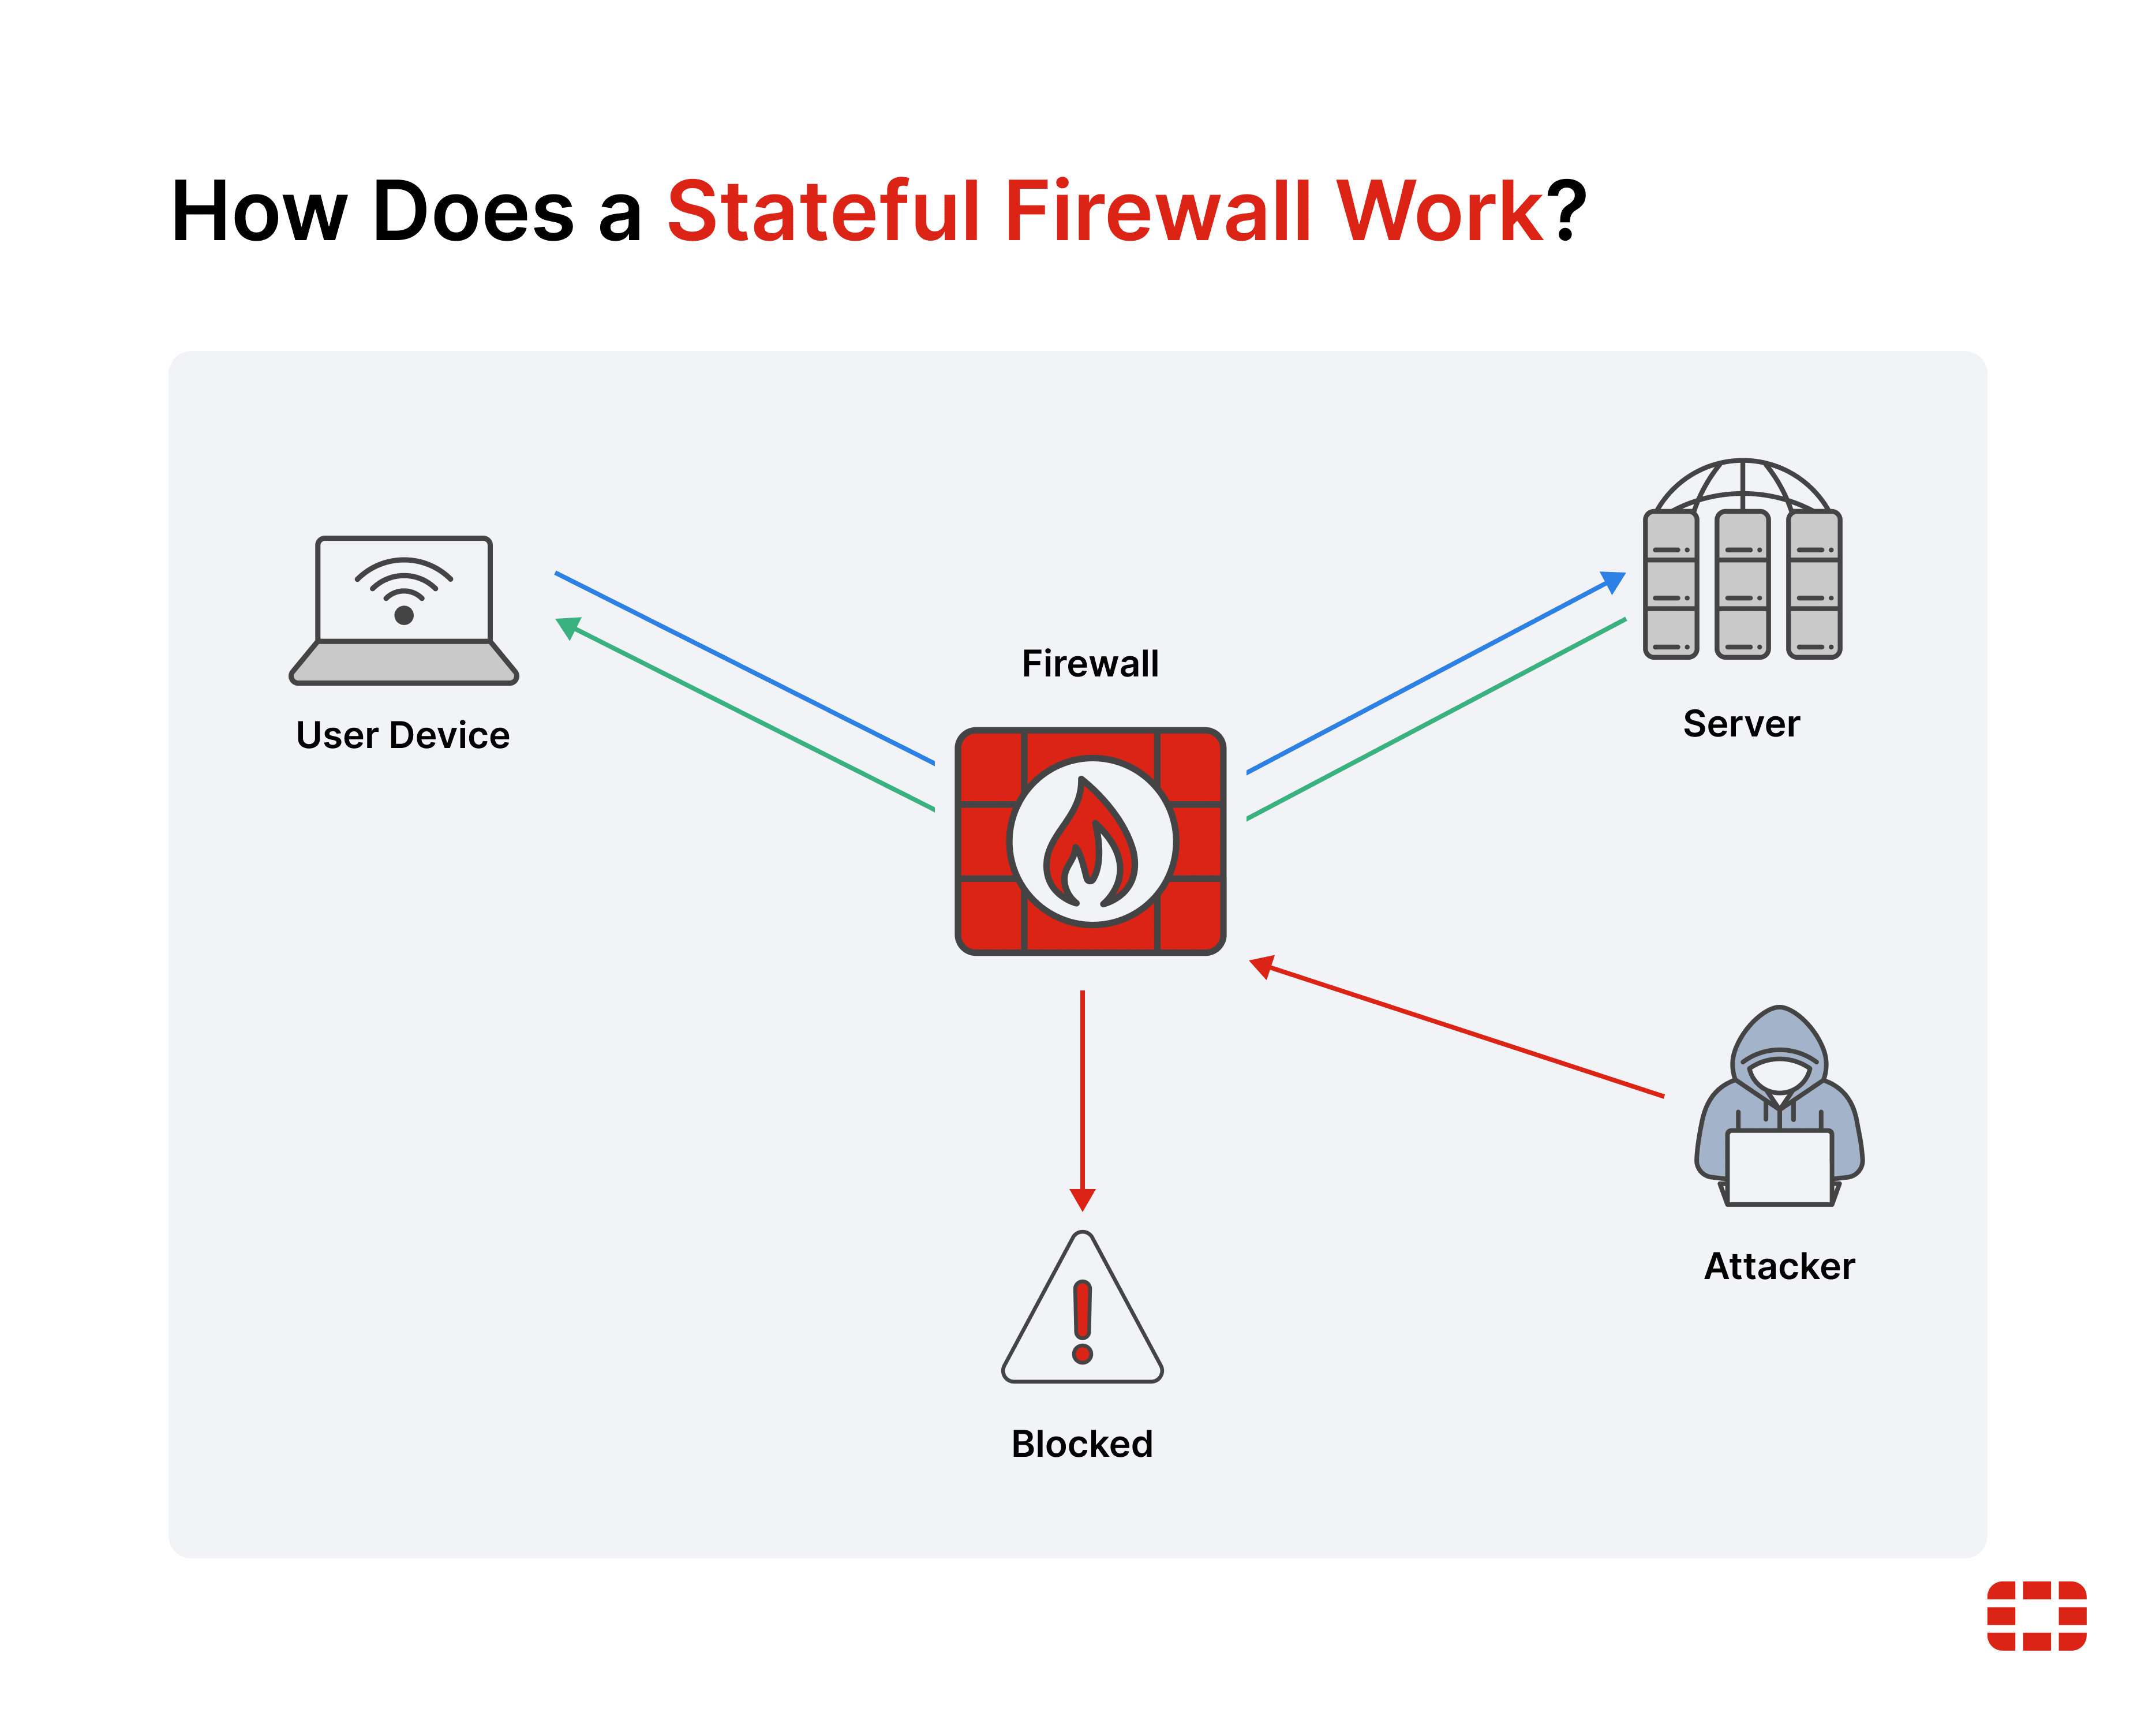 How Does a Stateful Firewall Work?
Firewall
User Device
Server
Attacker
Blocked